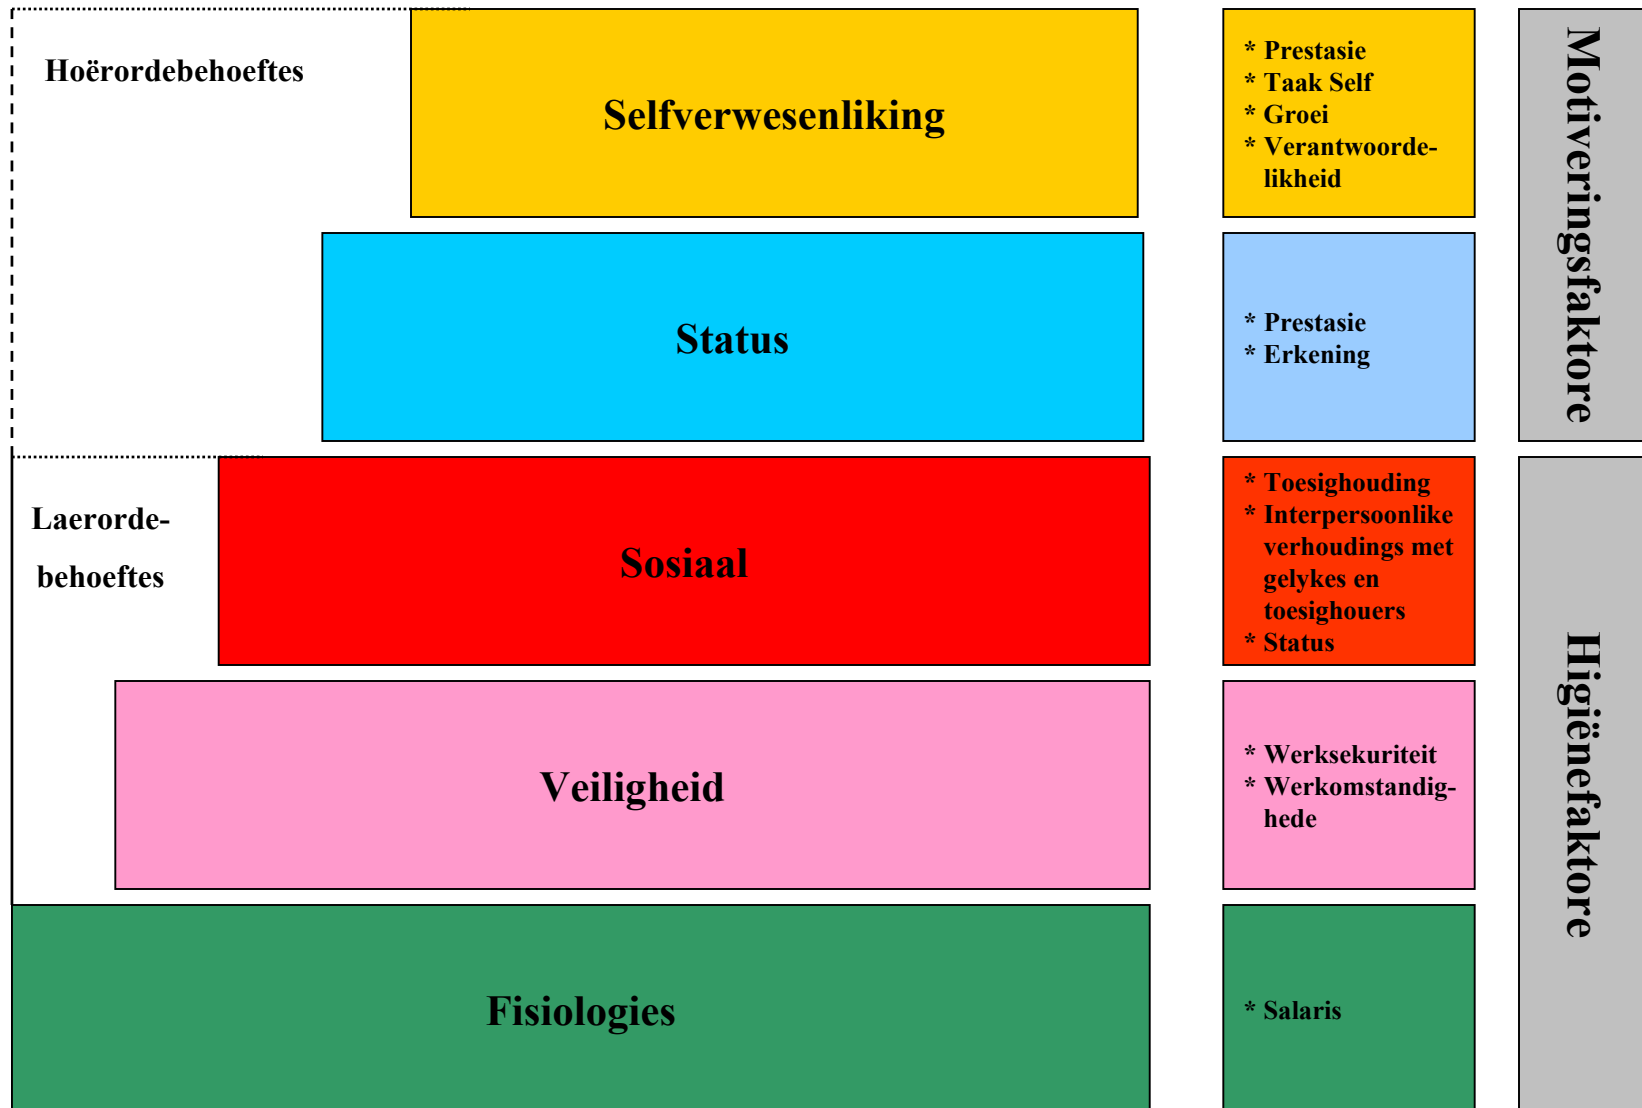 Hoërordebehoeftes
Selfverwesenliking
* Prestasie
* Taak Self
* Groei
* Verantwoorde-
likheid
Motiveringsfaktore
Status
* Prestasie
* Erkening
Laerorde-
behoeftes
Sosiaal
* Toesighouding
* Interpersoonlike
verhoudings met
gelykes en
toesighouers
* Status
Higiënefaktore
Veiligheid
* Werksekuriteit
* Werkomstandig-
hede
Fisiologies
* Salaris